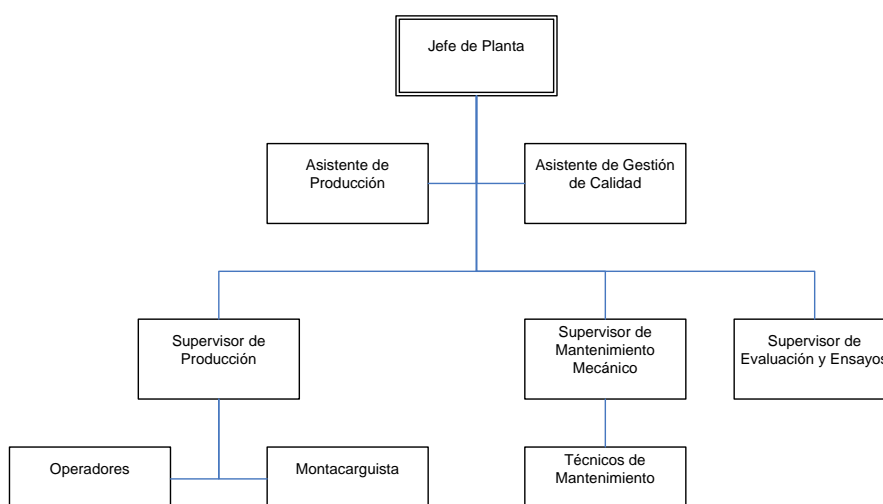 Jefe de Planta
Asistente de
Producción
Asistente de Gestión
de Calidad
Supervisor de
Producción
Supervisor de
Mantenimiento
Mecánico
Supervisor de
Evaluación y Ensayos
Operadores
Montacarguista
Técnicos de
Mantenimiento